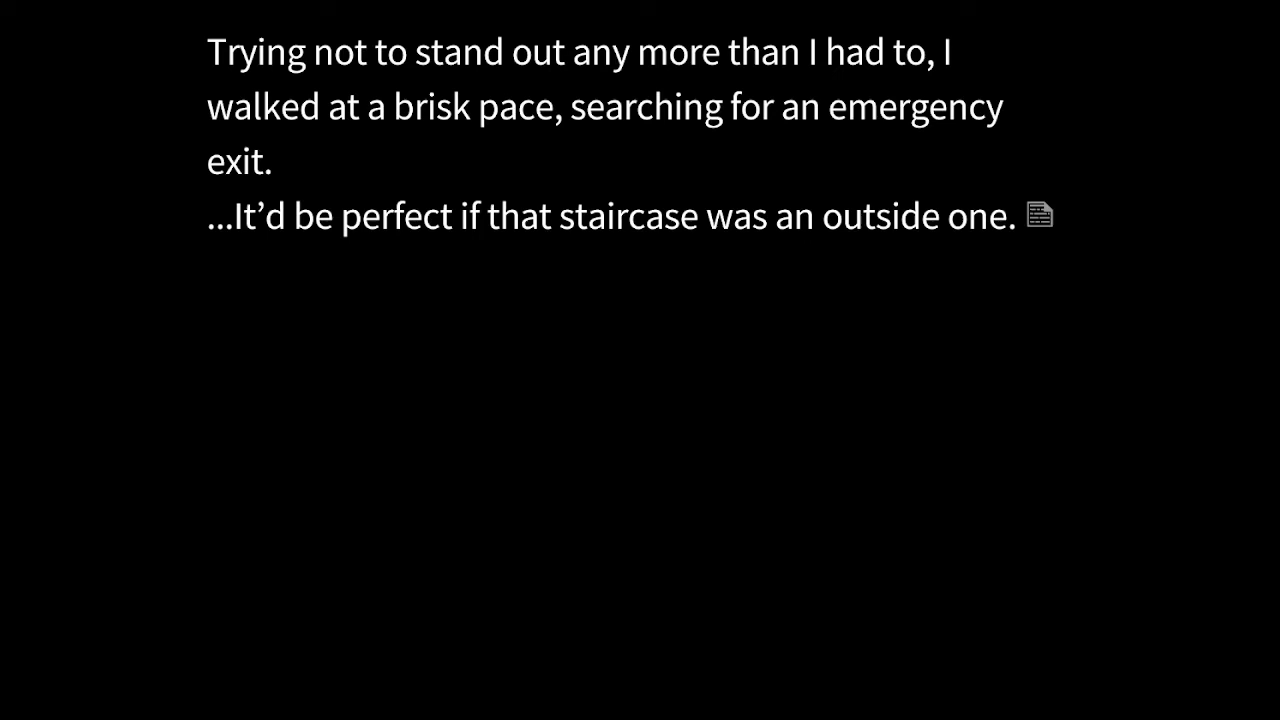 Trying not to stand out any more than I had to, I
walked at a brisk pace, searching for an emergency
exit.
...It’d be perfect if that staircase was an outside one.